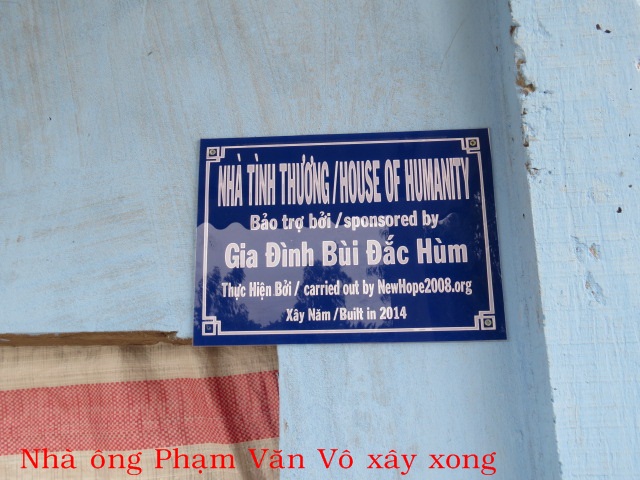 NHÀ TÌNH THƯƠNG/HOUSE OF HUMANITY
Bảo trợ bởi/sponsored by
Gia Đình Bùi Đắc Hùm
Thực Hiện Bởi/ carried out by NewHope2008.org
Xây Năm/Built in 2014
Nhà ông Phạm Văn Vô xây xong